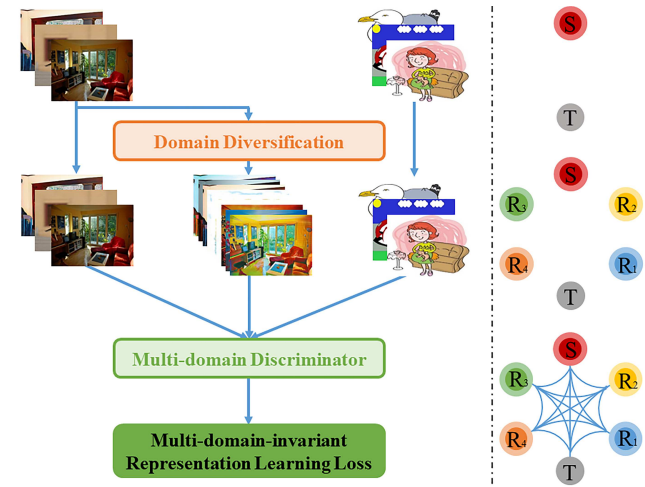 Domain Diversification
Multi-domain Discriminator
Multi-domain-invariant
Representation Learning Loss
S
T
S
R3
R2
R4
R1
T
S
R3
R2
R4
R1
T